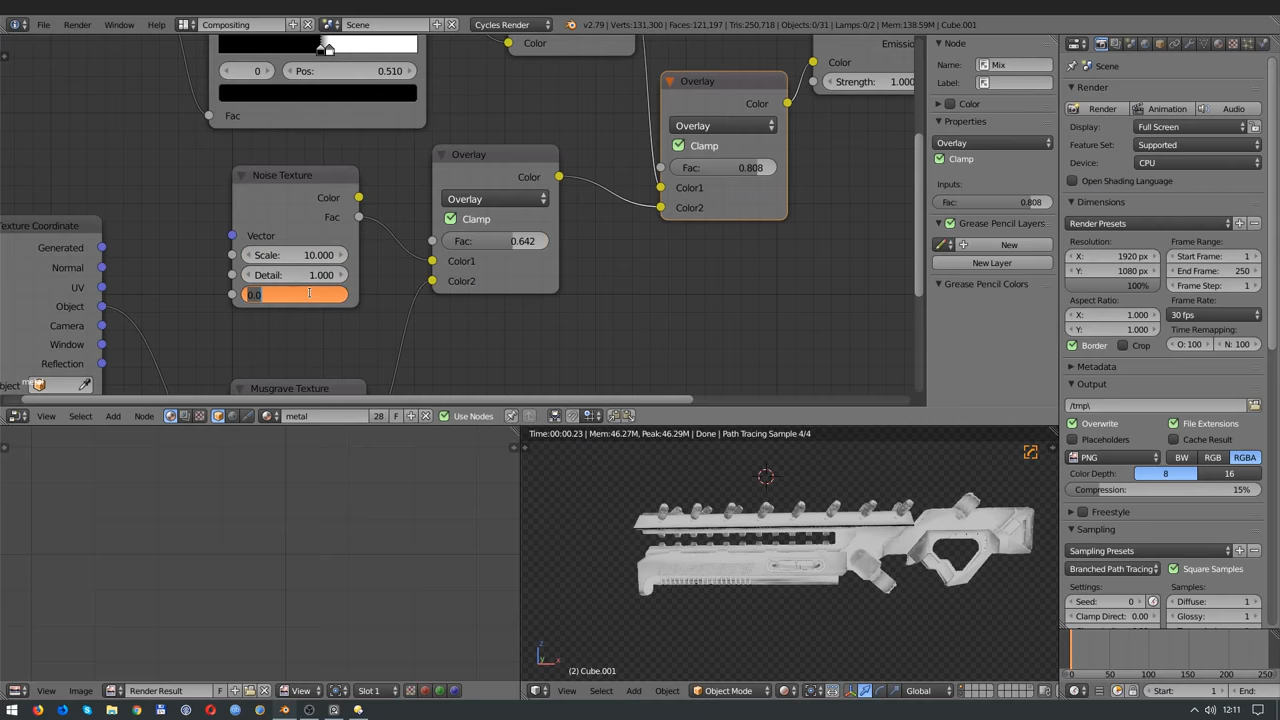 File Render Window Help Compositing Scene Cycles Render v2.79 | Verts:131,300 | Faces:121,197 | Tris:250,718 | Objects:0/31 | Lamps:0/2 | Mem:138.59M | Cube.001
0 Pos: 0.510
Fac
Color
Emission
Color
Strength: 1.000
Overlay
Color
Overlay
Clamp
Fac: 0.808
Color1
Color2
Noise Texture
Color
Fac
Vector
Scale: 10.000
Detail: 1.000
0.0
Overlay
Color
Overlay
Clamp
Fac: 0.642
Color1
Color2
Texture Coordinate
Generated
Normal
UV
Object
Camera
Window
Reflection
Musgrave Texture
Node
Name: Mix
Label:
Color
Properties
Overlay
Clamp
Inputs:
Fac: 0.808
Grease Pencil Layers
New
New Layer
Grease Pencil Colors
Scene
Render
Render Animation Audio
Display: Full Screen
Feature Set: Supported
Device: CPU
Open Shading Language
Dimensions
Render Presets
Resolution: Frame Range:
X: 1920 px Start Frame: 1
Y: 1080 px End Frame: 250
100% Frame Step: 1
Aspect Ratio: Frame Rate:
X: 1.000 30 fps
Y: 1.000 Time Remapping:
Border Crop O: 100 N: 100
Metadata
Output
/tmp\
Overwrite File Extensions
Placeholders Cache Result
PNG BW RGB RGBA
Color Depth: 8 16
Compression: 15%
Freestyle
Sampling
Sampling Presets
Branched Path Tracing Square Samples
Settings: Samples:
Seed: 0 Diffuse: 1
Clamp Direct: 0.00 Glossy: 1
View Select Add Node metal 28 F Use Nodes
Time:00:00.23 | Mem:46.27M, Peak:46.29M | Done | Path Tracing Sample 4/4
z
y x
(2) Cube.001
0 50 100 150 200 250
View Image Render Result F View Slot 1
View Select Add Object Object Mode Global
Start: 1 End:
12:11